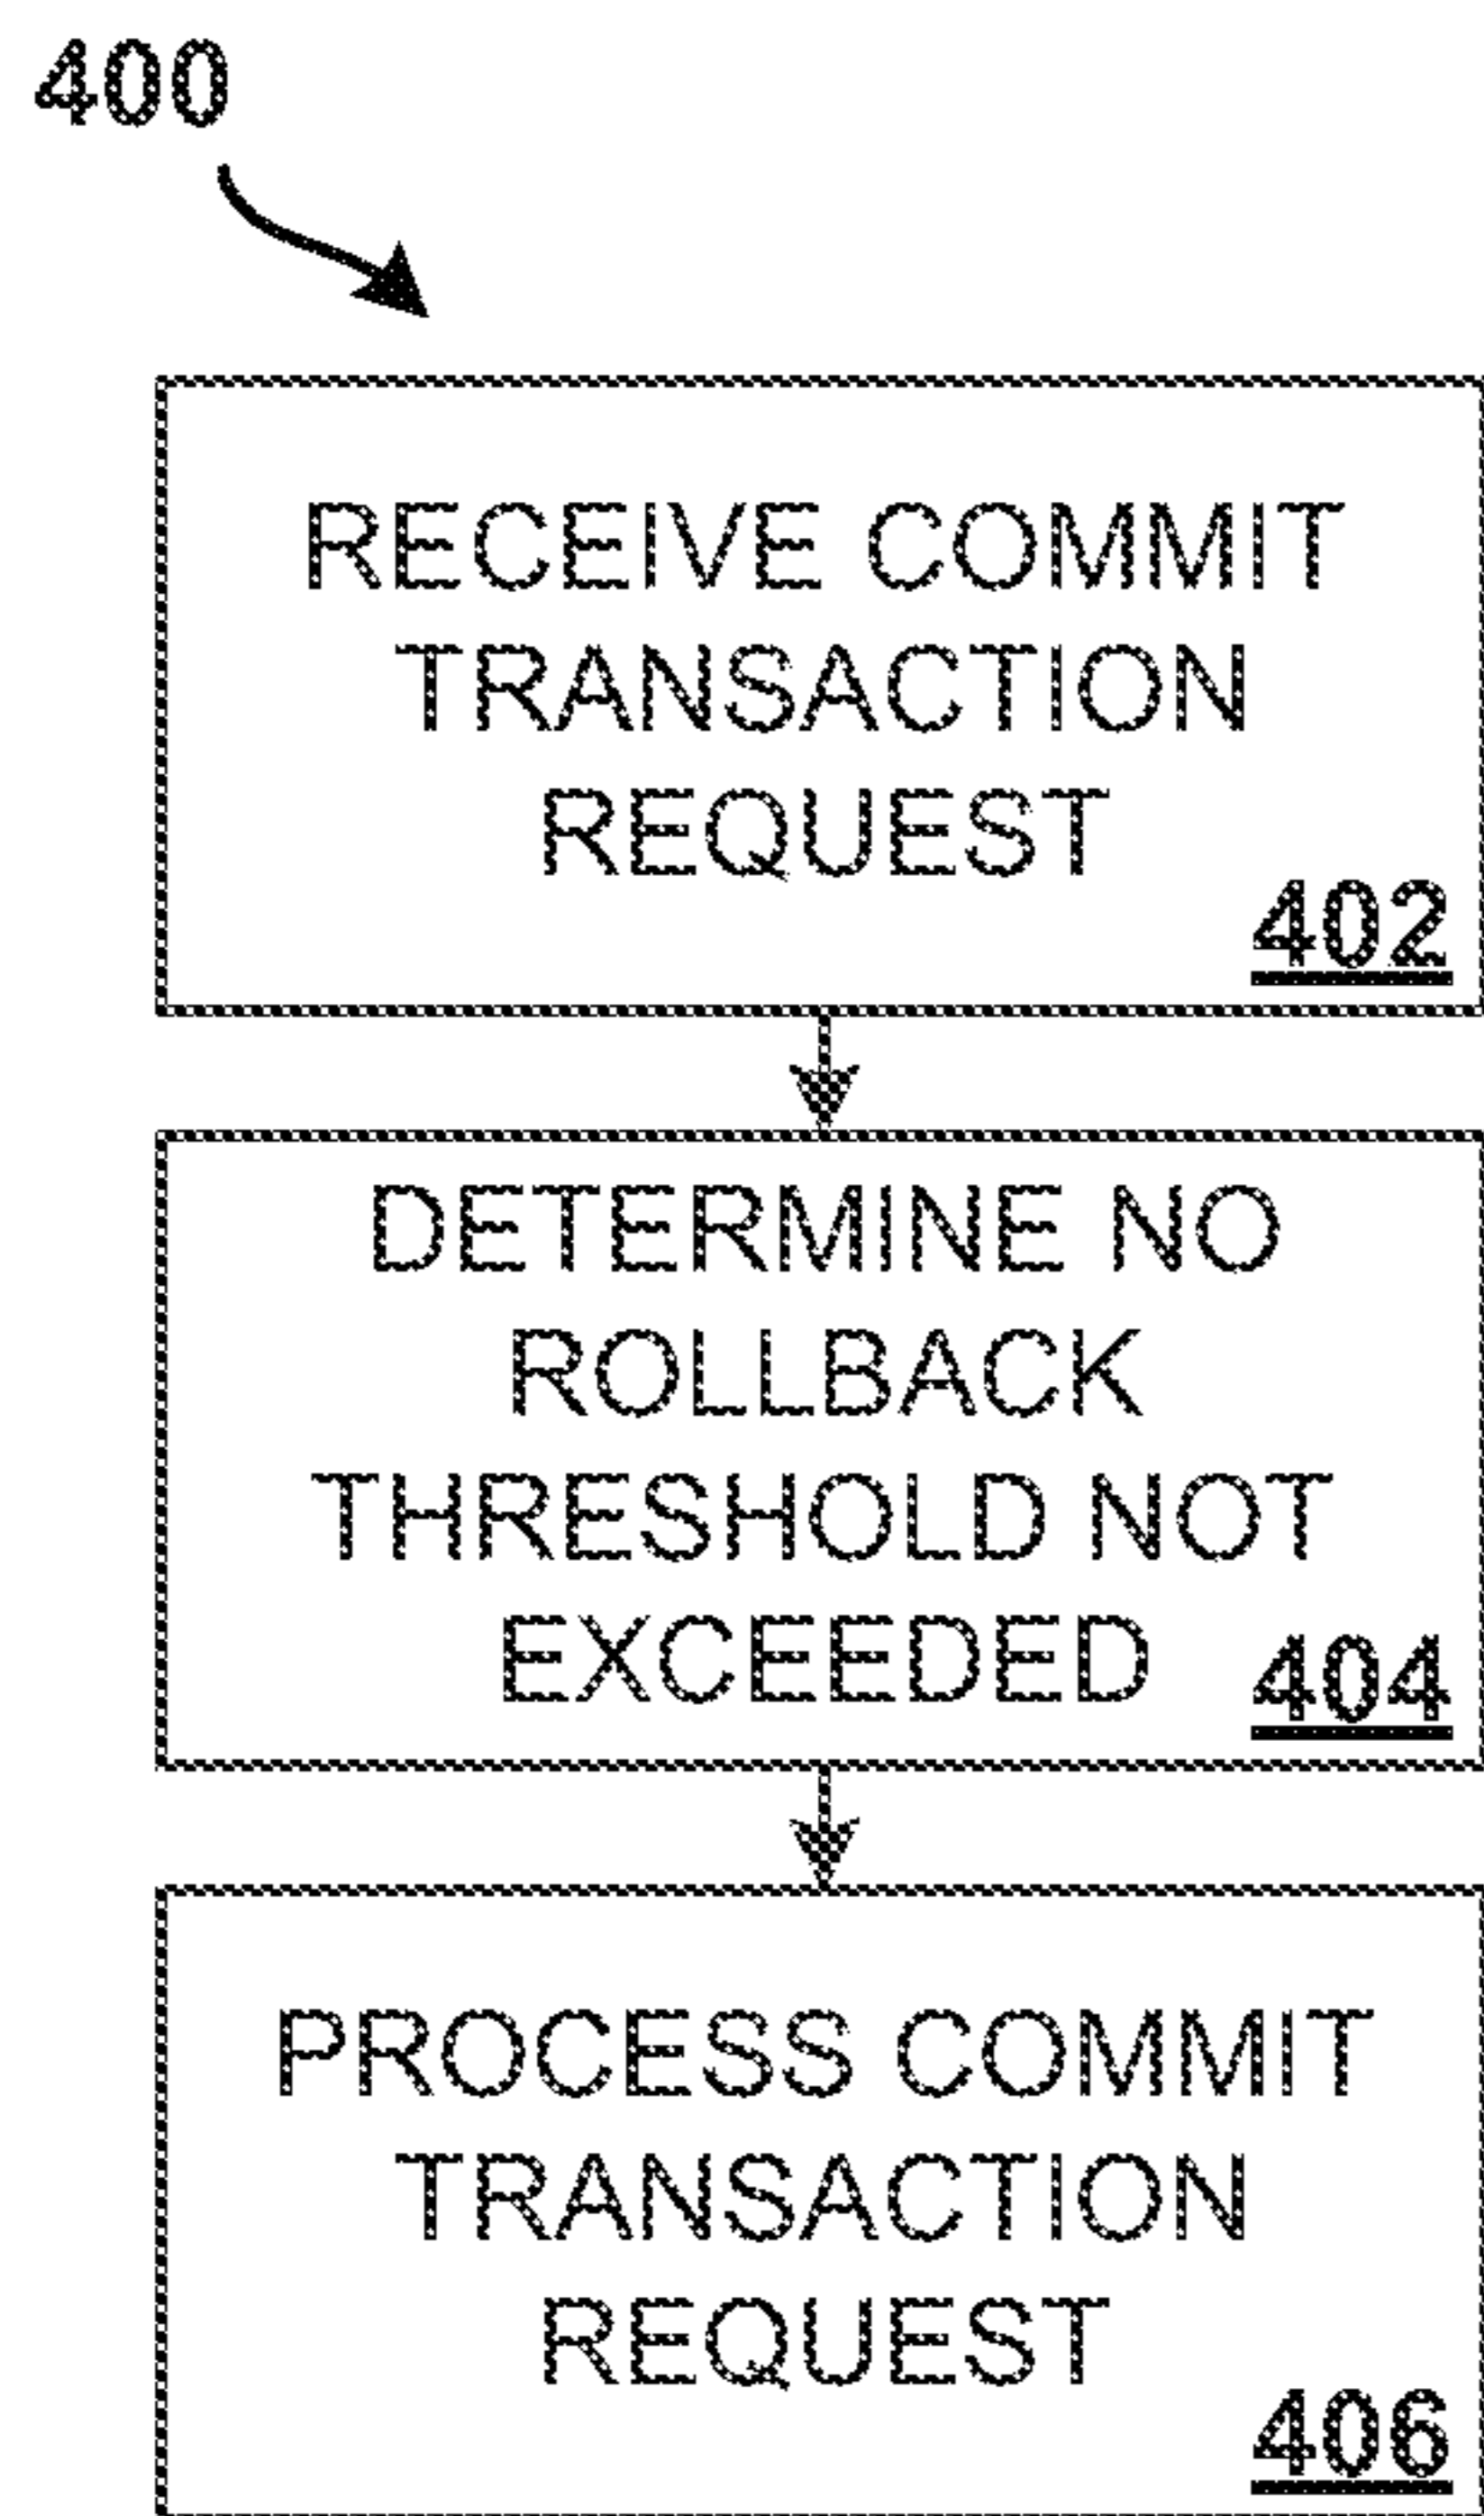 400
RECEIVE COMMIT
TRANSACTION
REQUEST
402
DETERMINE NO
ROLLBACK
THRESHOLD NOT
EXCEEDED
404
PROCESS COMMIT
TRANSACTION
REQUEST
406